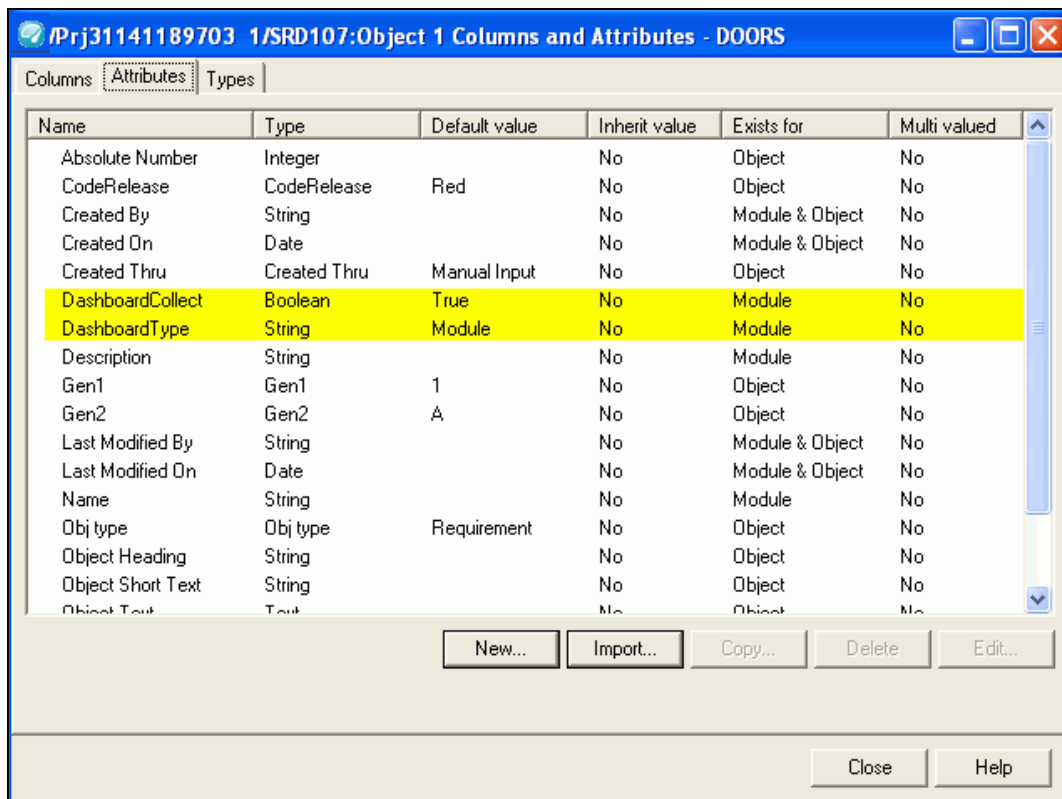 /Prj31141189703 1/SRD107:Object 1 Columns and Attributes - DOORS
Columns Attributes Types
Name Type Default value Inherit value Exists for Multi valued
Absolute Number Integer No Object No
CodeRelease CodeRelease Red No Object No
Created By String No Module & Object No
Created On Date No Module & Object No
Created Thru Created Thru Manual Input No Object No
DashboardCollect Boolean True No Module No
DashboardType String Module No Module No
Description String No Module No
Gen1 Gen1 1 No Object No
Gen2 Gen2 A No Object No
Last Modified By String No Module & Object No
Last Modified On Date No Module & Object No
Name String No Module No
Obj type Obj type Requirement No Object No
Object Heading String No Object No
Object Short Text String No Object No
Object Text Text No Object No
New... Import... Copy... Delete Edit...
Close Help